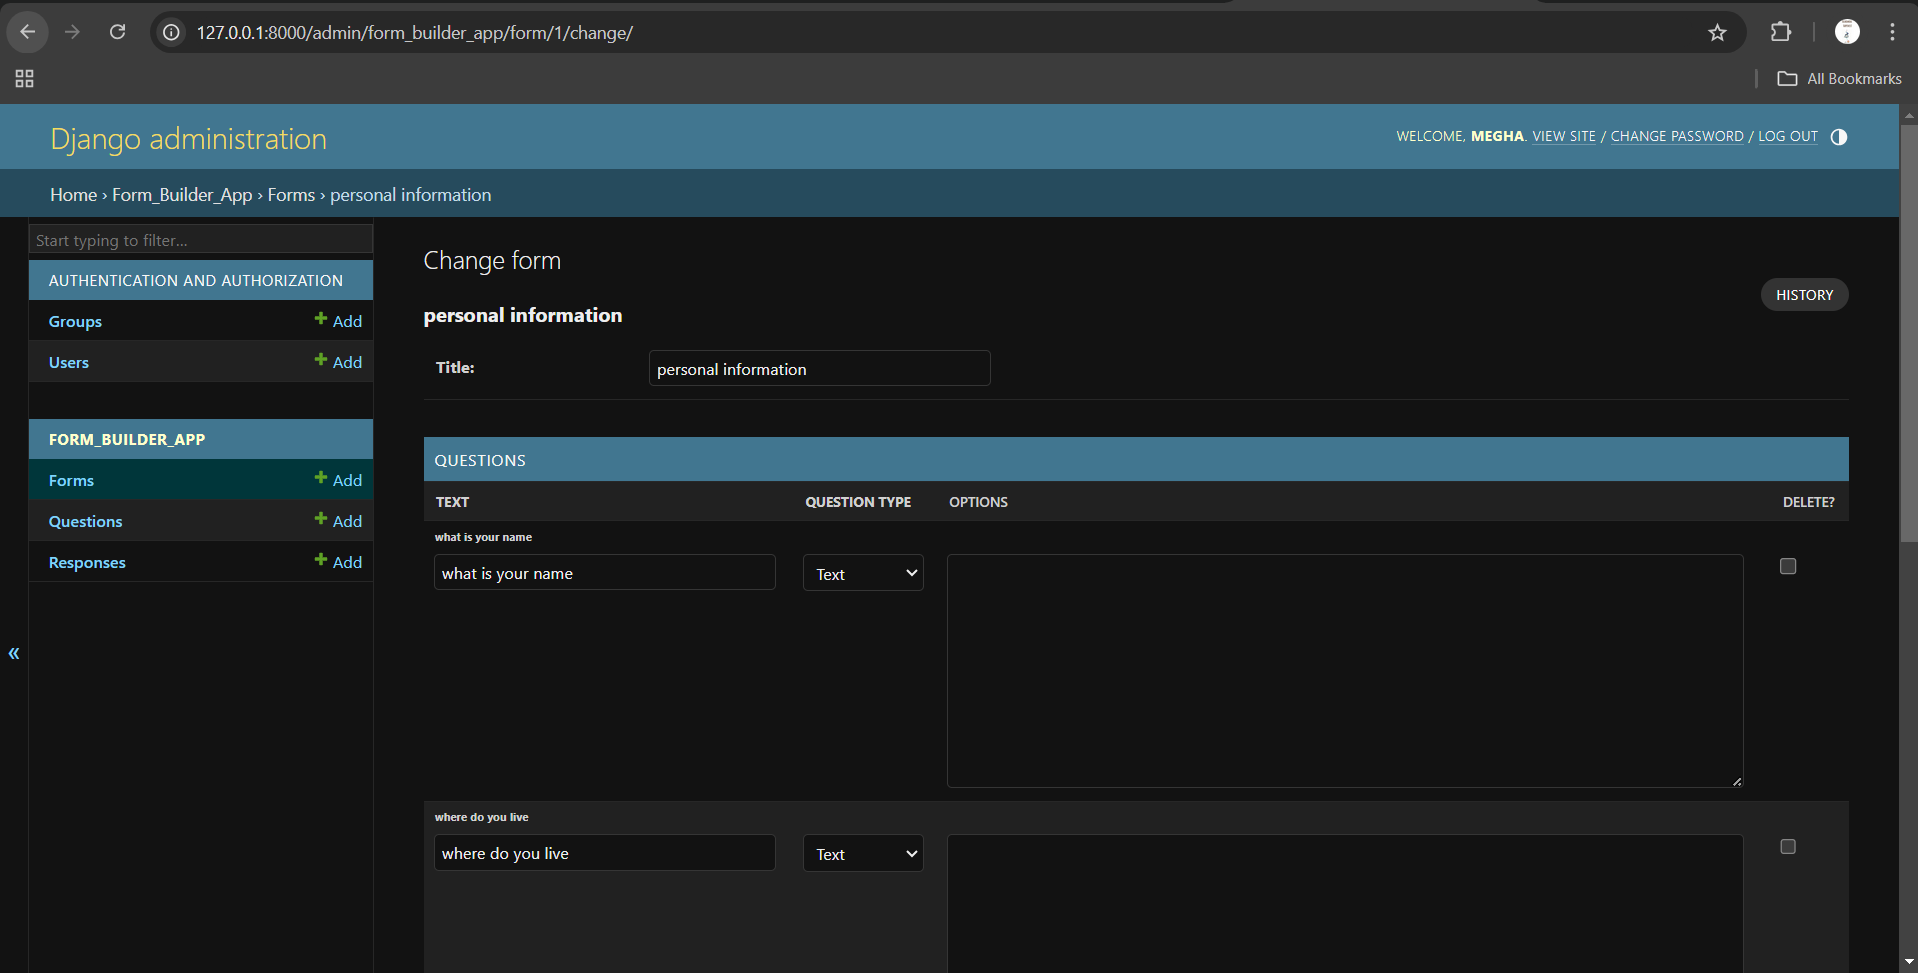 127.0.0.1:8000/admin/form_builder_app/form/1/change/
All Bookmarks
Django administration
WELCOME, MEGHA. VIEW SITE / CHANGE PASSWORD / LOG OUT
Home › Form_Builder_App › Forms › personal information
Start typing to filter...
AUTHENTICATION AND AUTHORIZATION
Groups Add
Users Add
FORM_BUILDER_APP
Forms Add
Questions Add
Responses Add
«
Change form
HISTORY
personal information
Title: personal information
QUESTIONS
TEXT QUESTION TYPE OPTIONS DELETE?
what is your name
what is your name Text
where do you live
where do you live Text